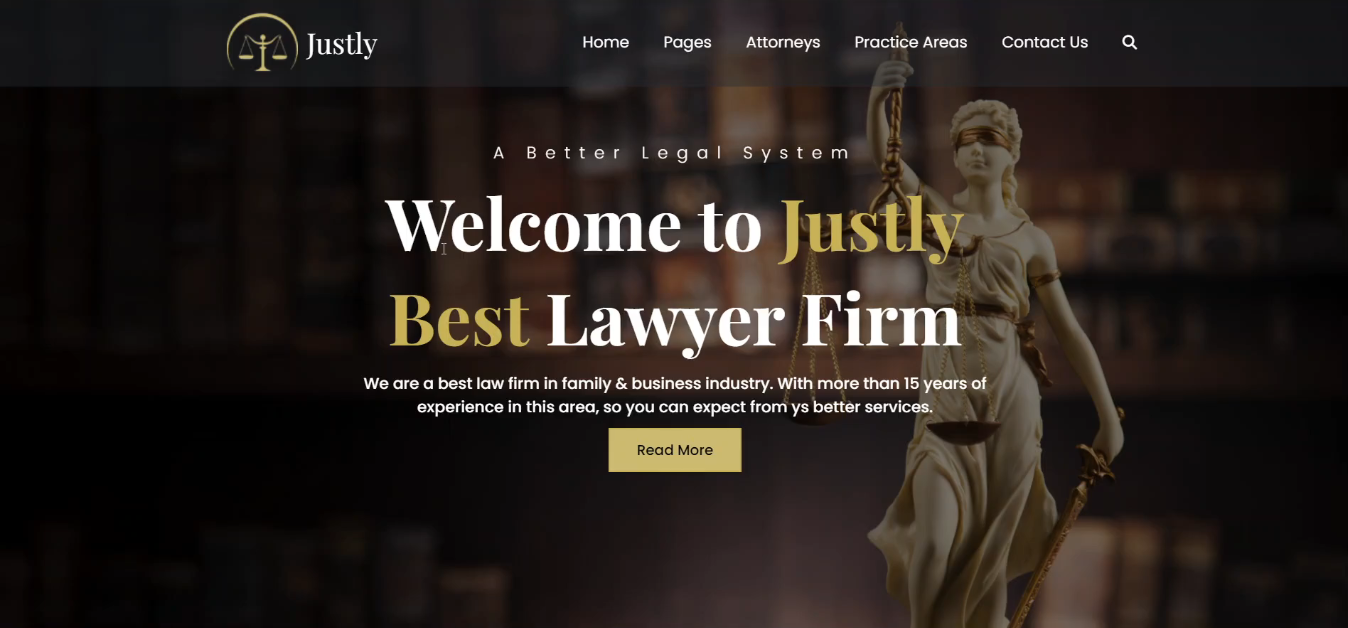 Justly
Home Pages Attorneys Practice Areas Contact Us
A Better Legal System
Welcome to Justly
Best Lawyer Firm
We are a best law firm in family & business industry. With more than 15 years of
experience in this area, so you can expect from ys better services.
Read More